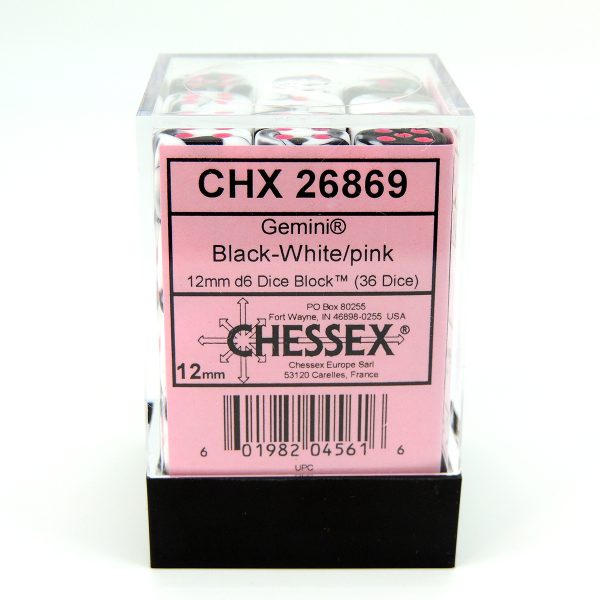 CHX 26869
Gemini®
Black-White/pink
12mm d6 Dice Block™ (36 Dice)
PO Box 80255
Fort Wayne, IN 46898-0255 USA
CHESSEX®
Chessex Europe Sarl
53120 Carelles, France
12mm
6 01982 04561 6
UPC